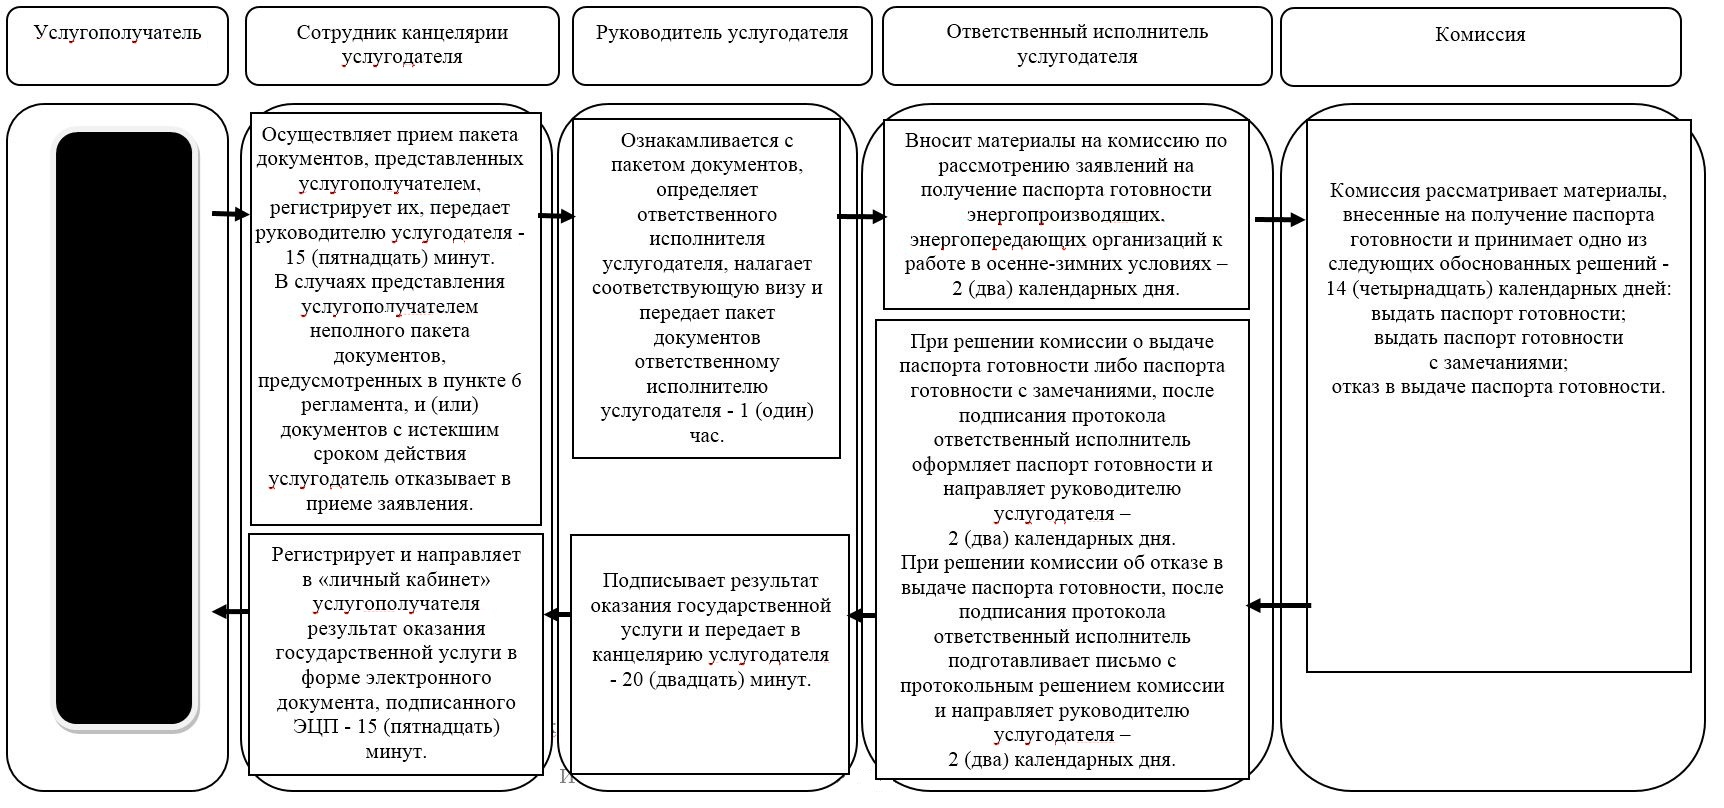 Услугополучатель
Сотрудник канцелярии
услугодателя
Руководитель услугодателя
Ответственный исполнитель
услугодателя
Комиссия
Осуществляет прием пакета
документов, представленных
услугополучателем,
регистрирует их, передает
руководителю услугодателя -
15 (пятнадцать) минут.
В случаях представления
услугополучателем
неполного пакета
документов,
предусмотренных в пункте 6
регламента, и (или)
документов с истекшим
сроком действия
услугодатель отказывает в
приеме заявления.
Ознакамливается с
пакетом документов,
определяет
ответственного
исполнителя
услугодателя, налагает
соответствующую визу и
передает пакет
документов
ответственному
исполнителю
услугодателя - 1 (один)
час.
Вносит материалы на комиссию по
рассмотрению заявлений на
получение паспорта готовности
энергопроизводящих,
энергопередающих организаций к
работе в осенне-зимних условиях –
2 (два) календарных дня.
Комиссия рассматривает материалы,
внесенные на получение паспорта
готовности и принимает одно из
следующих обоснованных решений -
14 (четырнадцать) календарных дней:
выдать паспорт готовности;
выдать паспорт готовности
с замечаниями;
отказ в выдаче паспорта готовности.
При решении комиссии о выдаче
паспорта готовности либо паспорта
готовности с замечаниями, после
подписания протокола
ответственный исполнитель
оформляет паспорт готовности и
направляет руководителю
услугодателя –
2 (два) календарных дня.
При решении комиссии об отказе в
выдаче паспорта готовности, после
подписания протокола
ответственный исполнитель
подготавливает письмо с
протокольным решением комиссии
и направляет руководителю
услугодателя –
2 (два) календарных дня.
Подписывает результат
оказания государственной
услуги и передает в
канцелярию услугодателя
- 20 (двадцать) минут.
Регистрирует и направляет
в «личный кабинет»
услугополучателя
результат оказания
государственной услуги в
форме электронного
документа, подписанного
ЭЦП - 15 (пятнадцать)
минут.